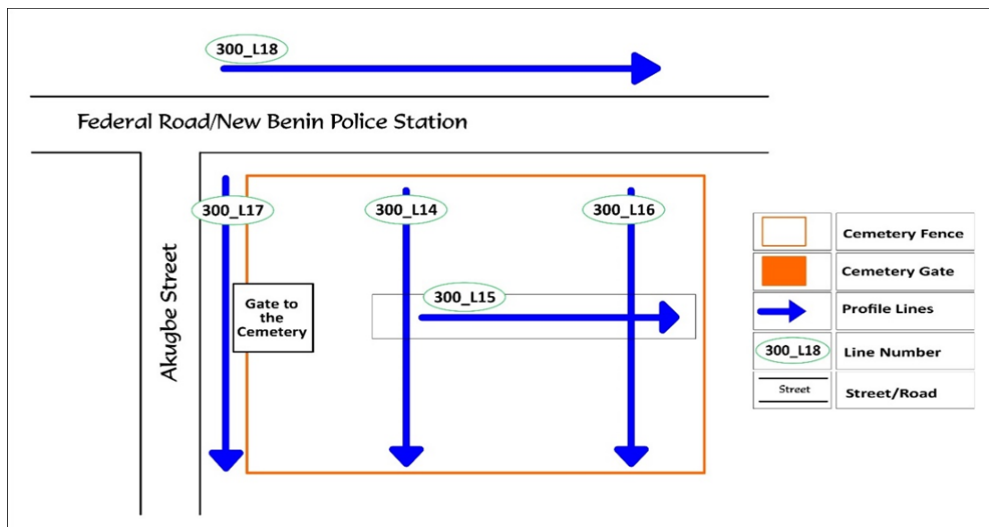 300_L18
Federal Road/New Benin Police Station
300_L17
300_L14
300_L16
Akugbe Street
Gate to
the
Cemetery
300_L15
Cemetery Fence
Cemetery Gate
Profile Lines
300_L18
Line Number
Street
Street/Road